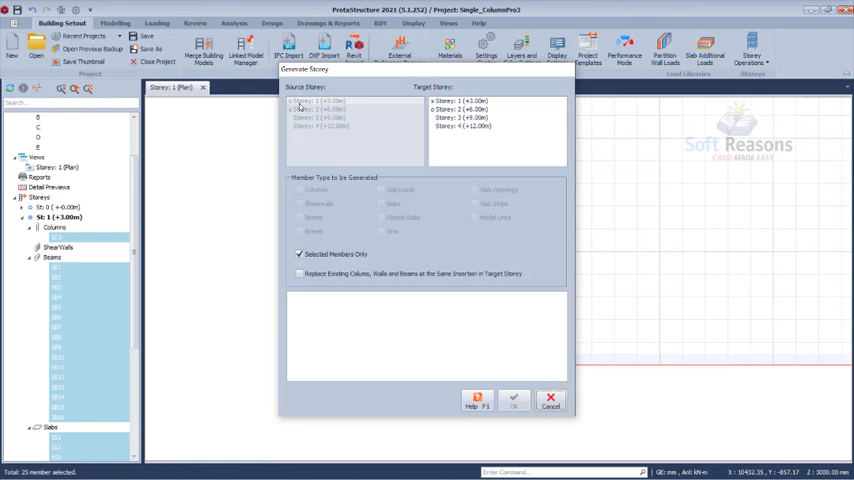 ProtaStructure 2021 (5.1.252) / Project: Single_ColumnPro3
Building Setout Modelling Loading Review Analysis Design Drawings & Reports BIM Display Views Help
New
Open
Recent Projects
Open Previous Backup
Save Thumbnail
Save
Save As
Close Project
Project
Merge Building Models
Linked Model Manager
IFC Import
DXF Import
Revit
External
Materials
Settings
Layers and
Display
Project Templates
Performance Mode
Partition Wall Loads
Slab Additional Loads
Load Libraries
Storey Operations
Storey
Storey: 1 (Plan)
Search...
B
C
D
E
Views
Storey: 1 (Plan)
Reports
Detail Previews
Storeys
St: 0 (+-0.00m)
St: 1 (+3.00m)
Columns
ShearWalls
Beams
Slabs
Generate Storey
Source Storey:
o Storey: 1 (+3.00m)
o Storey: 2 (+6.00m)
Storey: 3 (+9.00m)
Storey: 4 (+12.00m)
Target Storey:
x Storey: 1 (+3.00m)
o Storey: 2 (+6.00m)
Storey: 3 (+9.00m)
Storey: 4 (+12.00m)
Member Type to be Generated
Columns Slab Loads Slab Openings
Shearwalls Slabs Slab Strips
Beams Ribbed Slabs Model Lines
Braces
Selected Members Only
Replace Existing Column, Walls and Beams at the Same Insertion in Target Storey
Help F1
OK
Cancel
Soft Reasons
CADD MADE EASY
Total: 25 member selected.
Enter Command...
GE: mm, Anl: kN-m
X : 10432.35 Y : -857.17
Z : 3000.00 mm